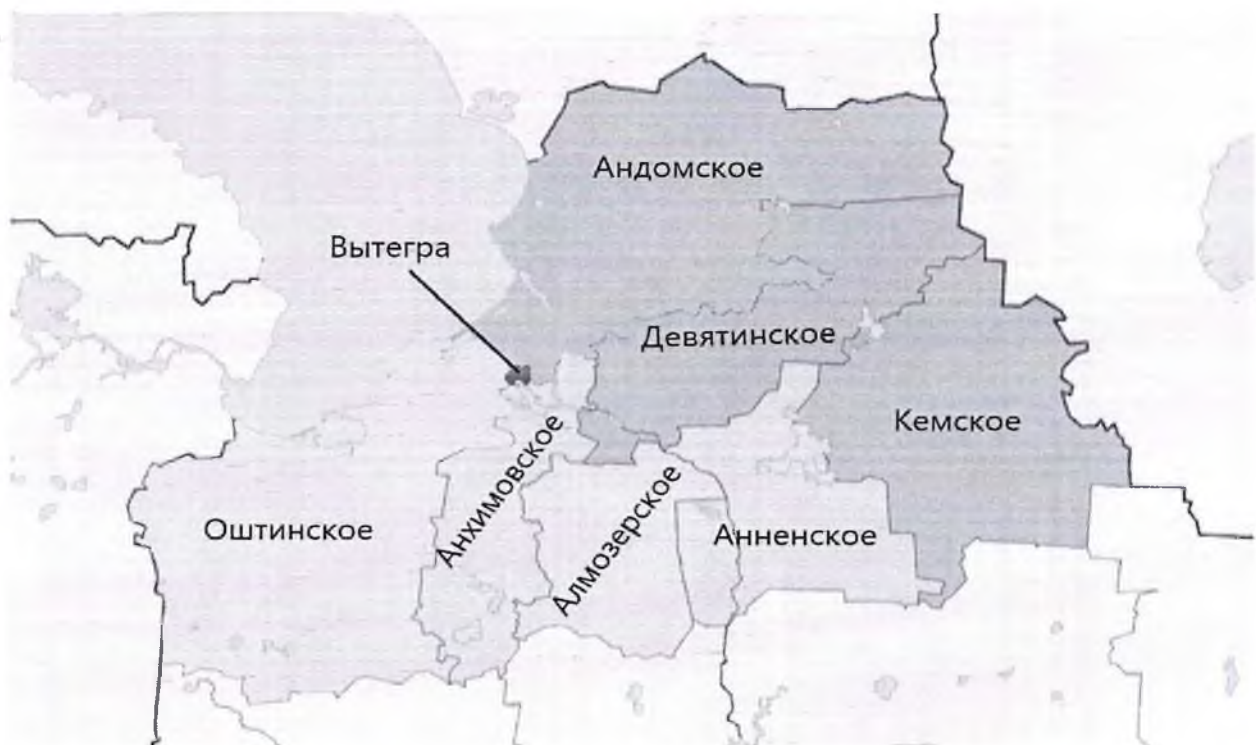 Андомское
Вытегра
Девятинское
Кемское
Анхимовское
Оштинское
Алмозерское
Анненское